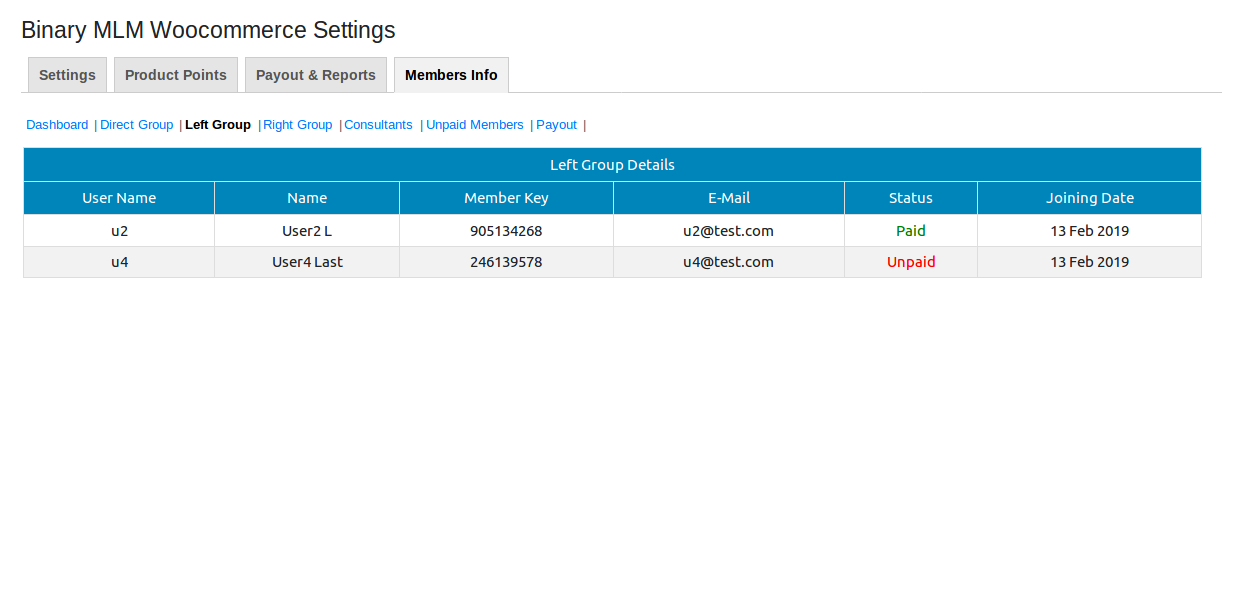 Binary MLM Woocommerce Settings
Settings Product Points Payout & Reports Members Info
Dashboard | Direct Group | Left Group | Right Group | Consultants | Unpaid Members | Payout |
Left Group Details
User Name Name Member Key E-Mail Status Joining Date
u2 User2 L 905134268 u2@test.com Paid 13 Feb 2019
u4 User4 Last 246139578 u4@test.com Unpaid 13 Feb 2019